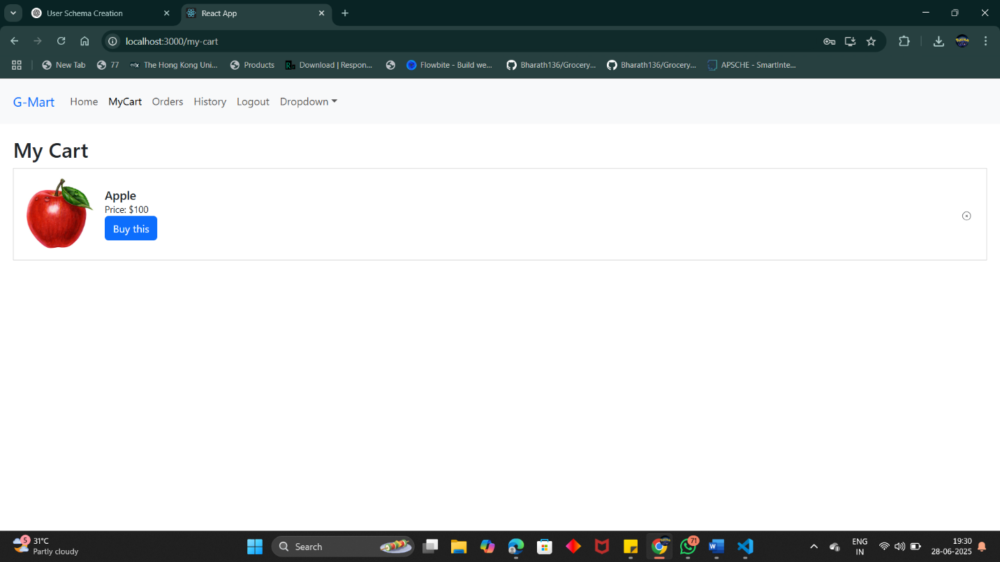 User Schema Creation
React App
localhost:3000/my-cart
New Tab
77
edX The Hong Kong Uni...
Products
Download | Respon...
Flowbite - Build we...
Bharath136/Grocery...
Bharath136/Grocery...
APSCHE - SmartInte...
G-Mart Home MyCart Orders History Logout Dropdown
My Cart
Apple
Price: $100
Buy this
5
31°C
Partly cloudy
Search
71
ENG
IN
19:30
28-06-2025